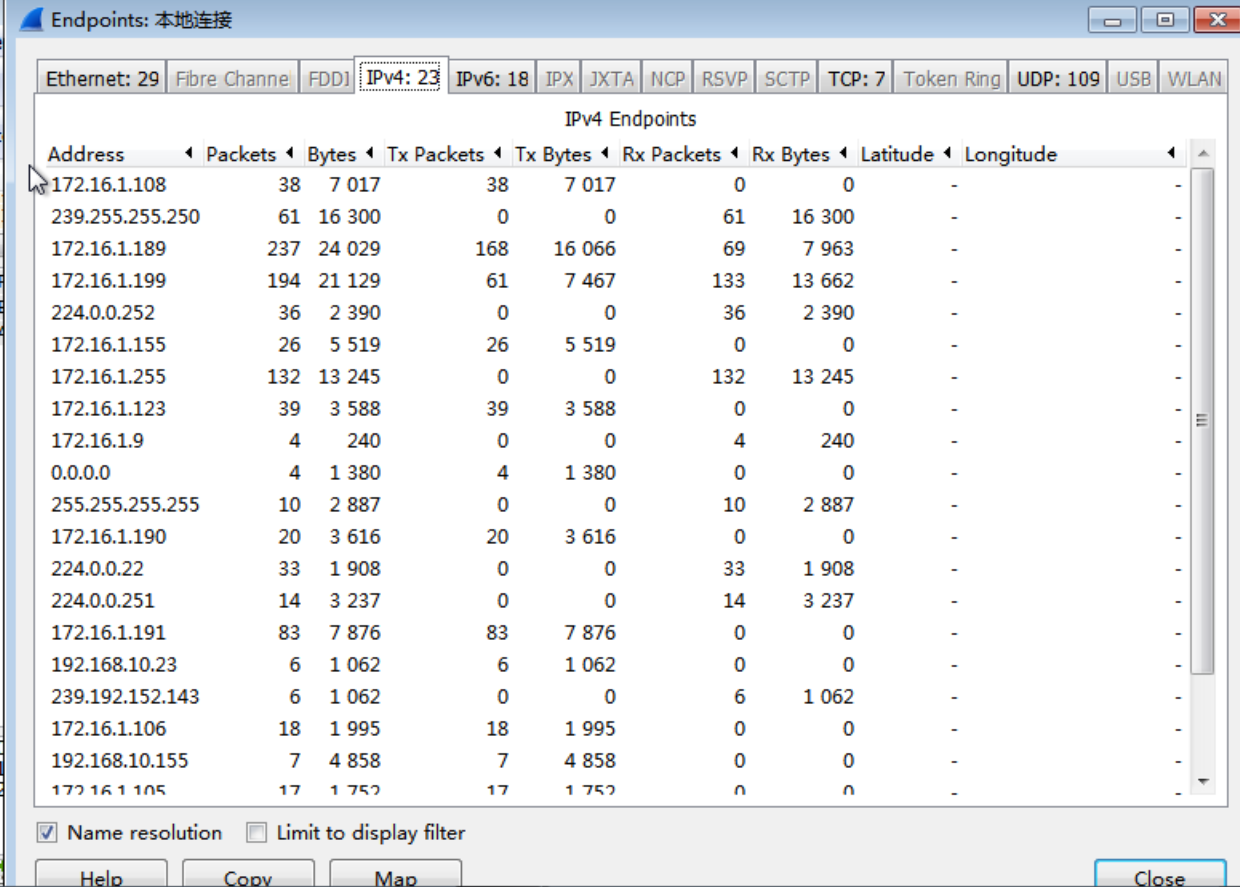 Endpoints: 本地连接
Ethernet: 29 Fibre Channe FDDI IPv4: 23 IPv6: 18 IPX JXTA NCP RSVP SCTP TCP: 7 Token Ring UDP: 109 USB WLAN
IPv4 Endpoints
Address Packets Bytes Tx Packets Tx Bytes Rx Packets Rx Bytes Latitude Longitude
172.16.1.108 38 7 017 38 7 017 0 0 - -
239.255.255.250 61 16 300 0 0 61 16 300 - -
172.16.1.189 237 24 029 168 16 066 69 7 963 - -
172.16.1.199 194 21 129 61 7 467 133 13 662 - -
224.0.0.252 36 2 390 0 0 36 2 390 - -
172.16.1.155 26 5 519 26 5 519 0 0 - -
172.16.1.255 132 13 245 0 0 132 13 245 - -
172.16.1.123 39 3 588 39 3 588 0 0 - -
172.16.1.9 4 240 0 0 4 240 - -
0.0.0.0 4 1 380 4 1 380 0 0 - -
255.255.255.255 10 2 887 0 0 10 2 887 - -
172.16.1.190 20 3 616 20 3 616 0 0 - -
224.0.0.22 33 1 908 0 0 33 1 908 - -
224.0.0.251 14 3 237 0 0 14 3 237 - -
172.16.1.191 83 7 876 83 7 876 0 0 - -
192.168.10.23 6 1 062 6 1 062 0 0 - -
239.192.152.143 6 1 062 0 0 6 1 062 - -
172.16.1.106 18 1 995 18 1 995 0 0 - -
192.168.10.155 7 4 858 7 4 858 0 0 - -
172.16.1.105 17 1 752 17 1 752 0 0 - -
Name resolution Limit to display filter
Help Copy Map Close